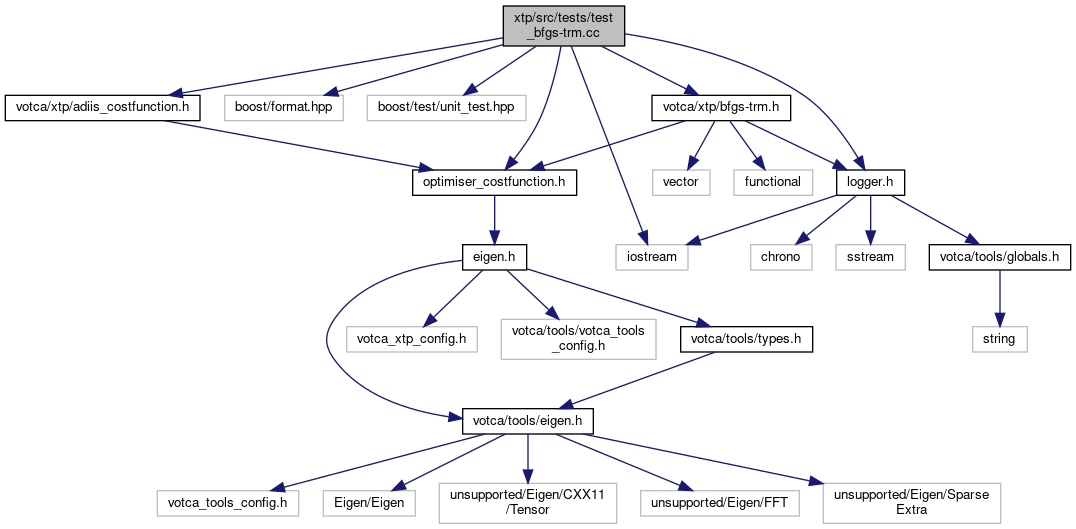 xtp/src/tests/test
_bfgs-trm.cc
votca/xtp/adiis_costfunction.h
boost/format.hpp
boost/test/unit_test.hpp
votca/xtp/bfgs-trm.h
optimiser_costfunction.h
vector
functional
logger.h
eigen.h
iostream
chrono
sstream
votca/tools/globals.h
votca_xtp_config.h
votca/tools/votca_tools
_config.h
votca/tools/types.h
string
votca/tools/eigen.h
votca_tools_config.h
Eigen/Eigen
unsupported/Eigen/CXX11
/Tensor
unsupported/Eigen/FFT
unsupported/Eigen/Sparse
Extra